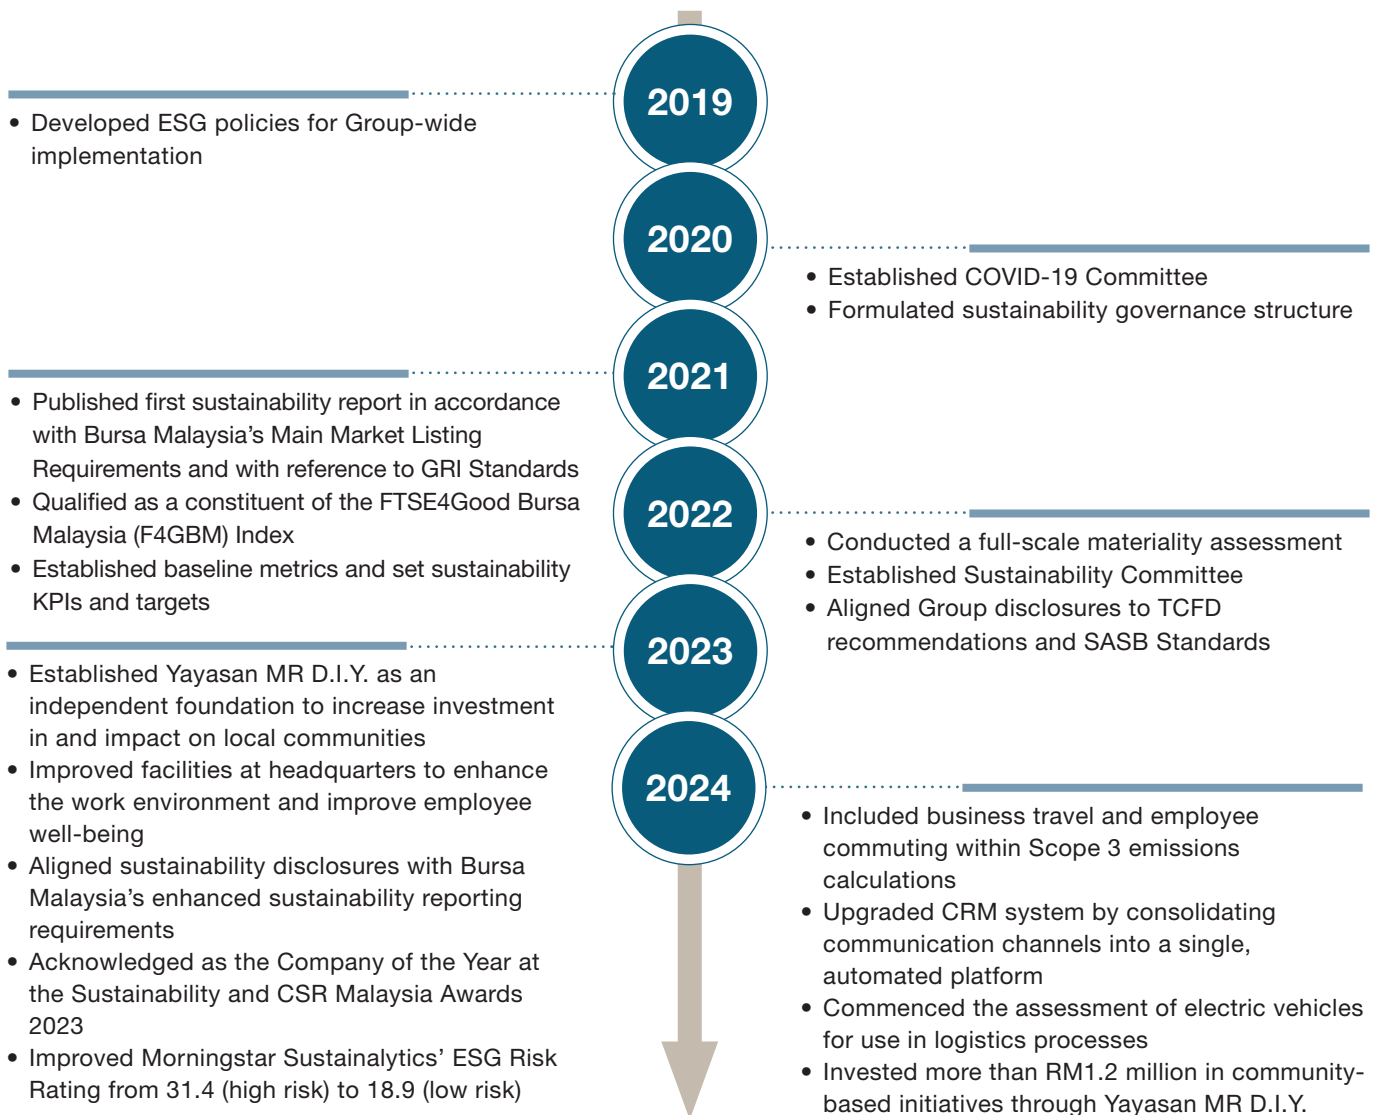 2019
• Developed ESG policies for Group-wide
implementation
2020
• Established COVID-19 Committee
• Formulated sustainability governance structure
2021
• Published first sustainability report in accordance
with Bursa Malaysia’s Main Market Listing
Requirements and with reference to GRI Standards
• Qualified as a constituent of the FTSE4Good Bursa
Malaysia (F4GBM) Index
• Established baseline metrics and set sustainability
KPIs and targets
2022
• Conducted a full-scale materiality assessment
• Established Sustainability Committee
• Aligned Group disclosures to TCFD
recommendations and SASB Standards
2023
• Established Yayasan MR D.I.Y. as an
independent foundation to increase investment
in and impact on local communities
• Improved facilities at headquarters to enhance
the work environment and improve employee
well-being
• Aligned sustainability disclosures with Bursa
Malaysia’s enhanced sustainability reporting
requirements
• Acknowledged as the Company of the Year at
the Sustainability and CSR Malaysia Awards
2023
• Improved Morningstar Sustainalytics’ ESG Risk
Rating from 31.4 (high risk) to 18.9 (low risk)
2024
• Included business travel and employee
commuting within Scope 3 emissions
calculations
• Upgraded CRM system by consolidating
communication channels into a single,
automated platform
• Commenced the assessment of electric vehicles
for use in logistics processes
• Invested more than RM1.2 million in community-
based initiatives through Yayasan MR D.I.Y.